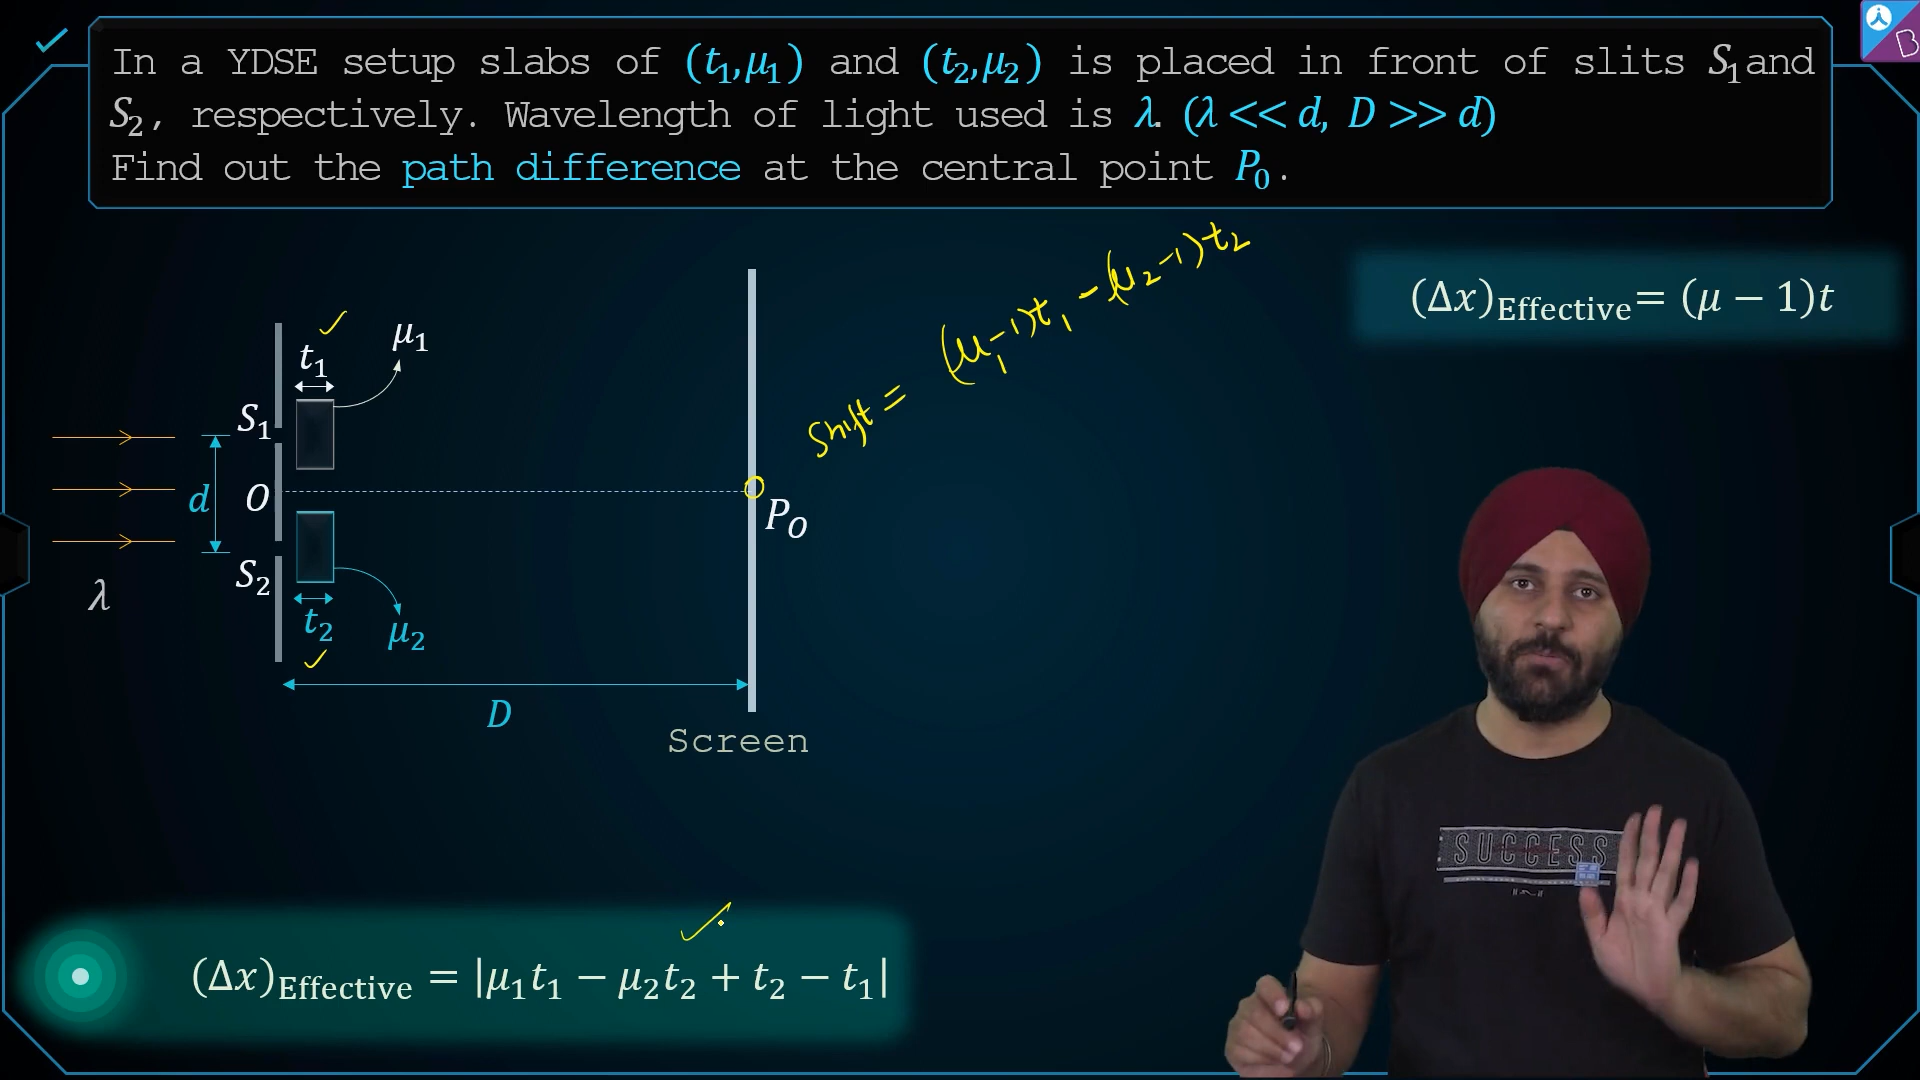 In a YDSE setup slabs of (t₁,μ₁) and (t₂,μ₂) is placed in front of slits S₁and
S₂, respectively. Wavelength of light used is λ. (λ << d, D >> d)
Find out the path difference at the central point P₀.
(Δx)Effective= (μ − 1)t
Shift = (μ₁-1)t₁ - (μ₂-1)t₂
t₁
μ₁
S₁
d
O
P_O
S₂
λ
t₂
μ₂
D
Screen
SUCCESS
(Δx)Effective = |μ₁t₁ − μ₂t₂ + t₂ − t₁|
B